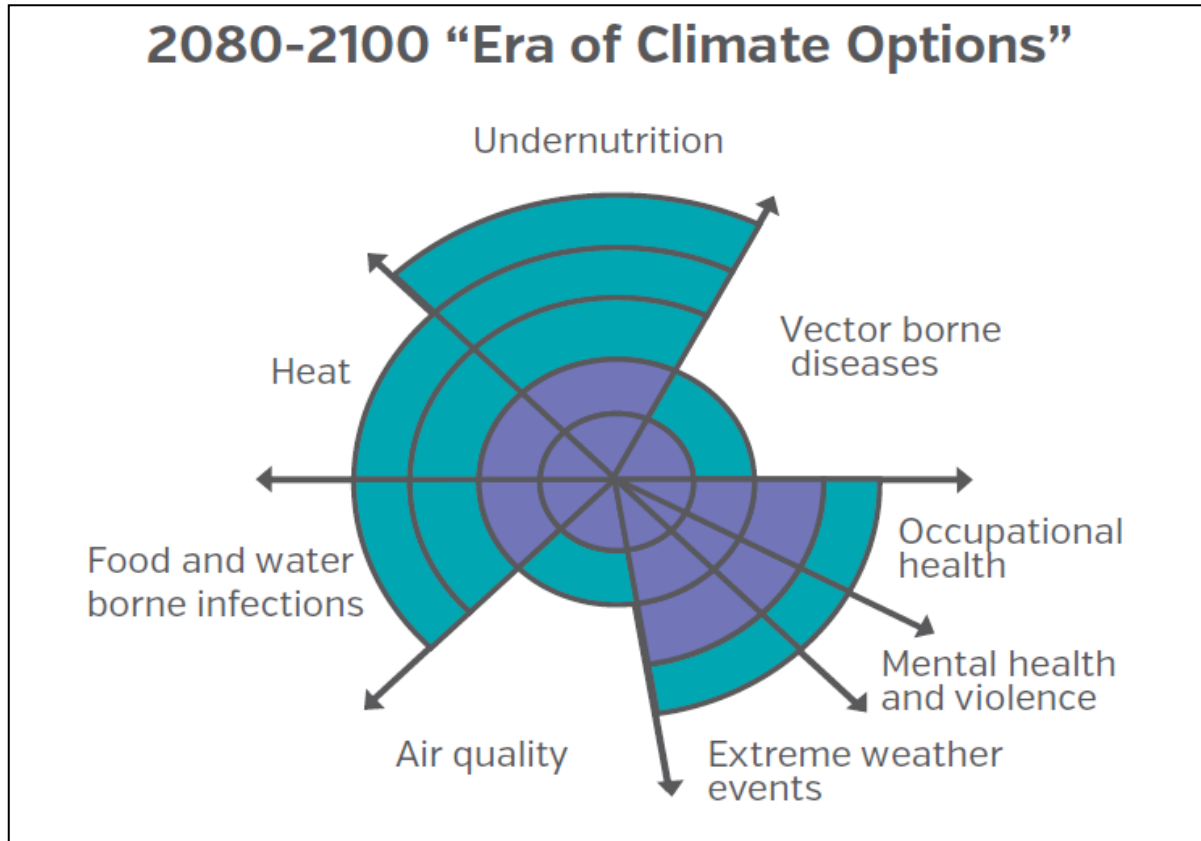 2080-2100 “Era of Climate Options”
Undernutrition
Vector borne
diseases
Heat
Occupational
health
Food and water
borne infections
Mental health
and violence
Air quality
Extreme weather
events